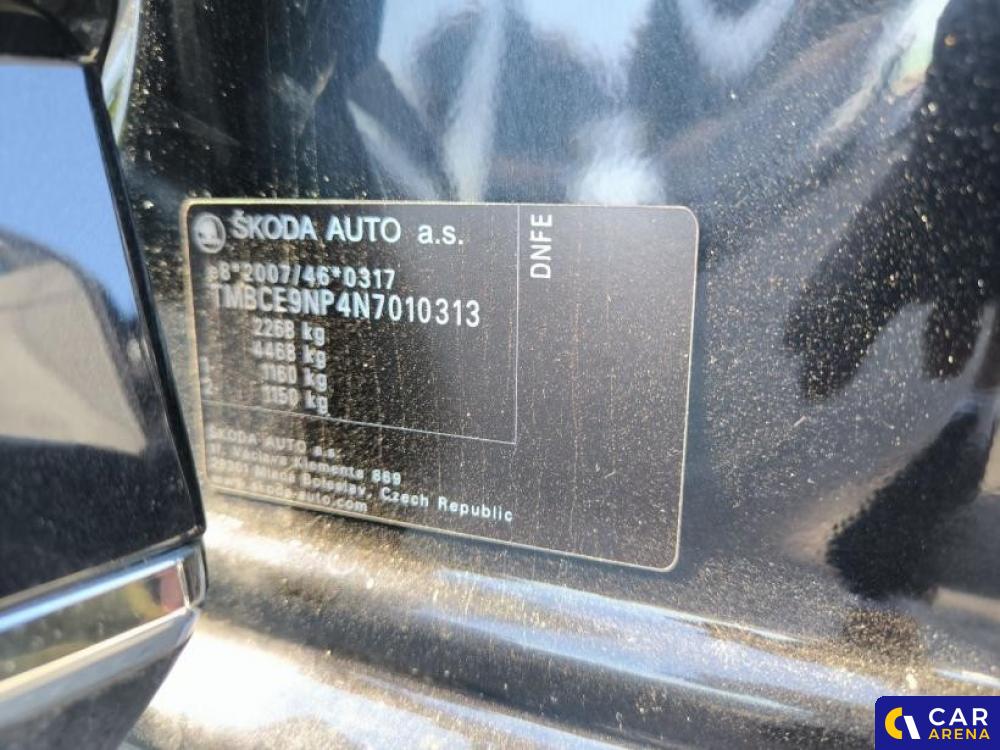 ŠKODA AUTO a.s.
DNFE
e8*2007/46*0317
TMBCE9NP4N7010313
2268 kg
4468 kg
1 1160 kg
2 1150 kg
ŠKODA AUTO a.s.
tř. Václava Klementa 869
29301 Mladá Boleslav, Czech Republic
www.skoda-auto.com
CAR
ARENA